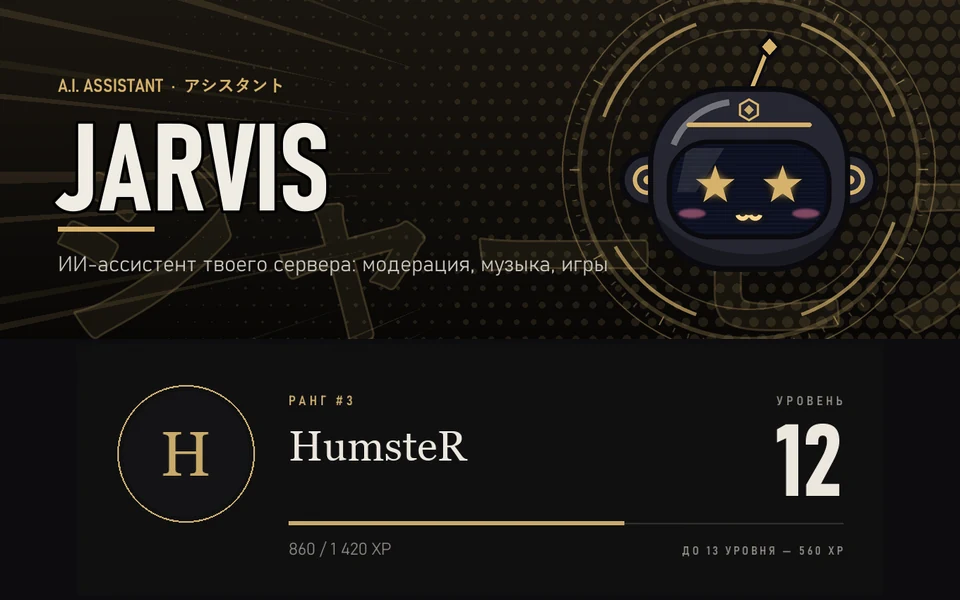 A.I. ASSISTANT · アシスタント
JARVIS
ИИ-ассистент твоего сервера: модерация, музыка, игры
H
РАНГ #3
HumsteR
УРОВЕНЬ
12
860 / 1 420 XP
ДО 13 УРОВНЯ — 560 XP